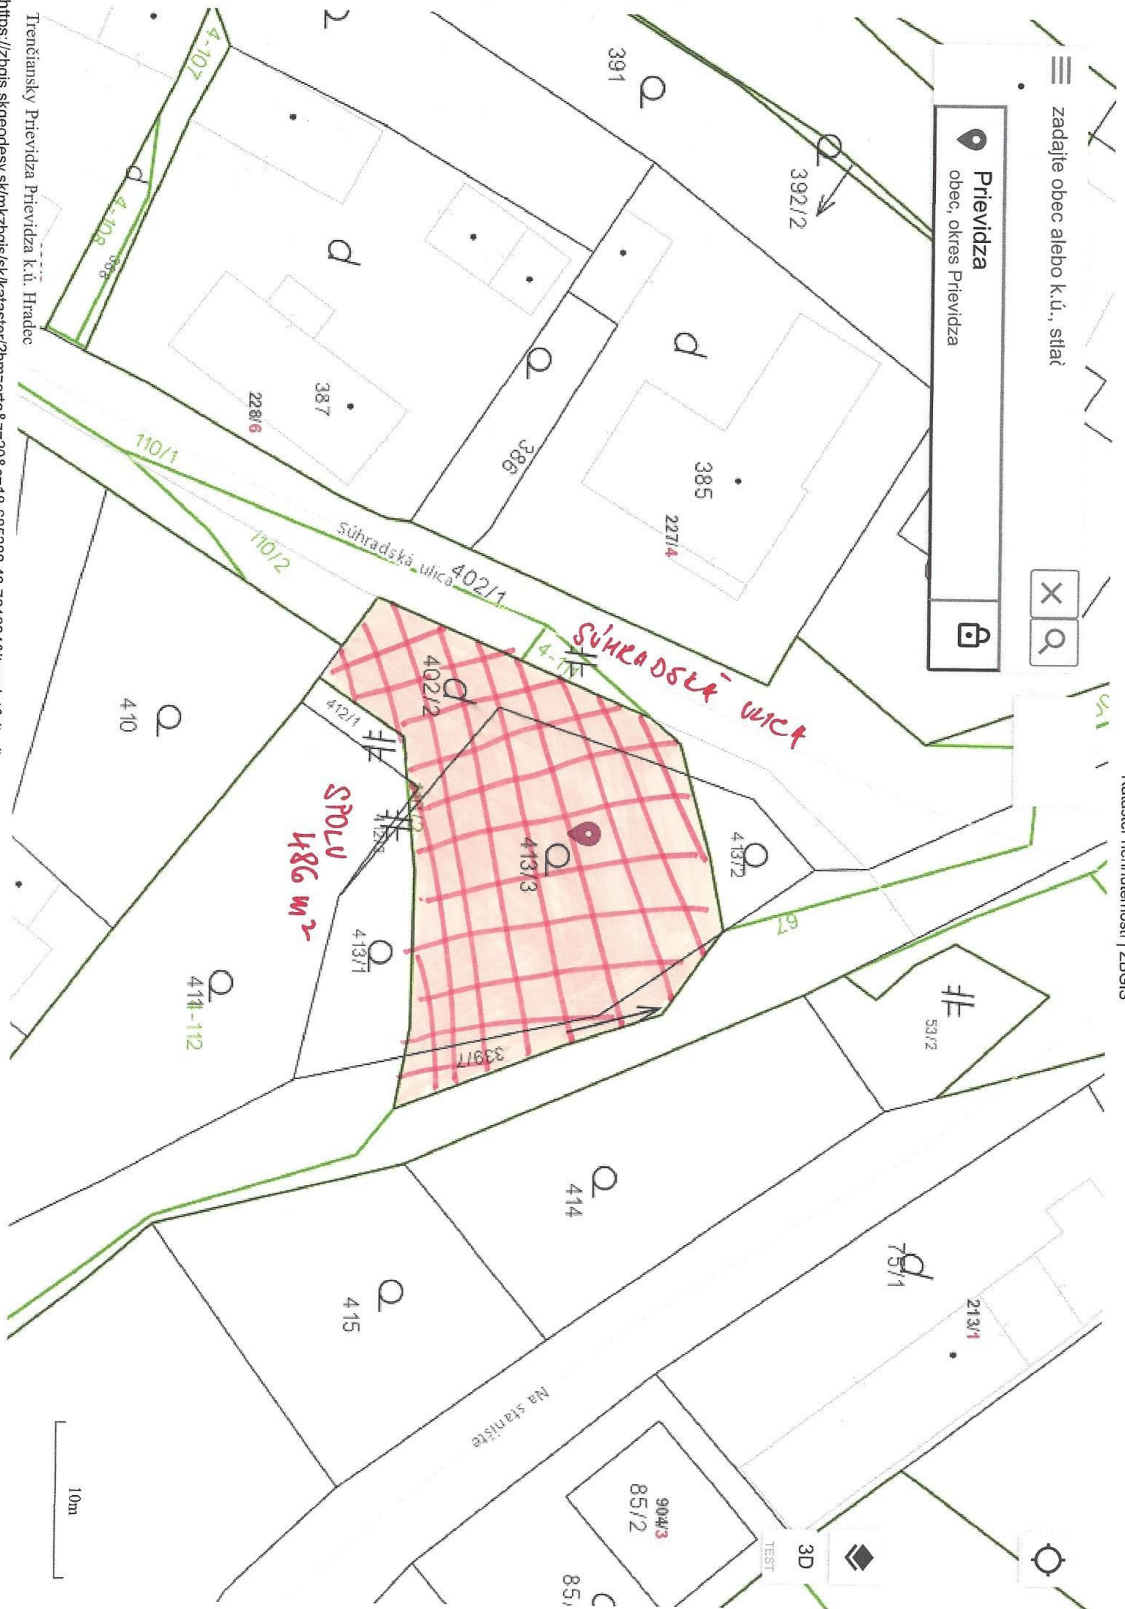 zadajte obec alebo k.ú., stlač
Prievidza
obec, okres Prievidza
391
392/2
4-107
4-108
387
228/6
386
385
227/4
110/1
110/2
Súhradská ulica
402/1
SÚHRADSKÁ ULICA
402/2
412/1
410
SPOLU
486 m²
413/3
413/2
413/1
67
411
1-112
339/7
53/2
414
415
75/1
213/1
Na stanište
904/3
85/2
85/
3D
TEST
10m
Trenčiansky Prievidza Prievidza k.ú. Hradec